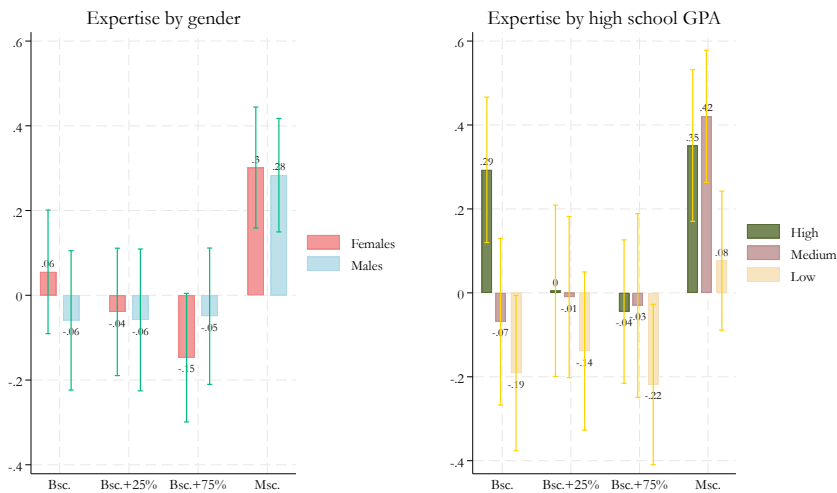 Expertise by gender
.6
.4
.2
0
-.2
-.4
.06
-.06
-.04
-.06
-.15
-.05
.3
.28
Bsc.
Bsc.+25%
Bsc.+75%
Msc.
Females
Males
Expertise by high school GPA
.6
.4
.2
0
-.2
-.4
.29
-.07
-.19
0
-.01
-.14
-.04
-.03
-.22
.35
.42
.08
Bsc.
Bsc.+25%
Bsc.+75%
Msc.
High
Medium
Low